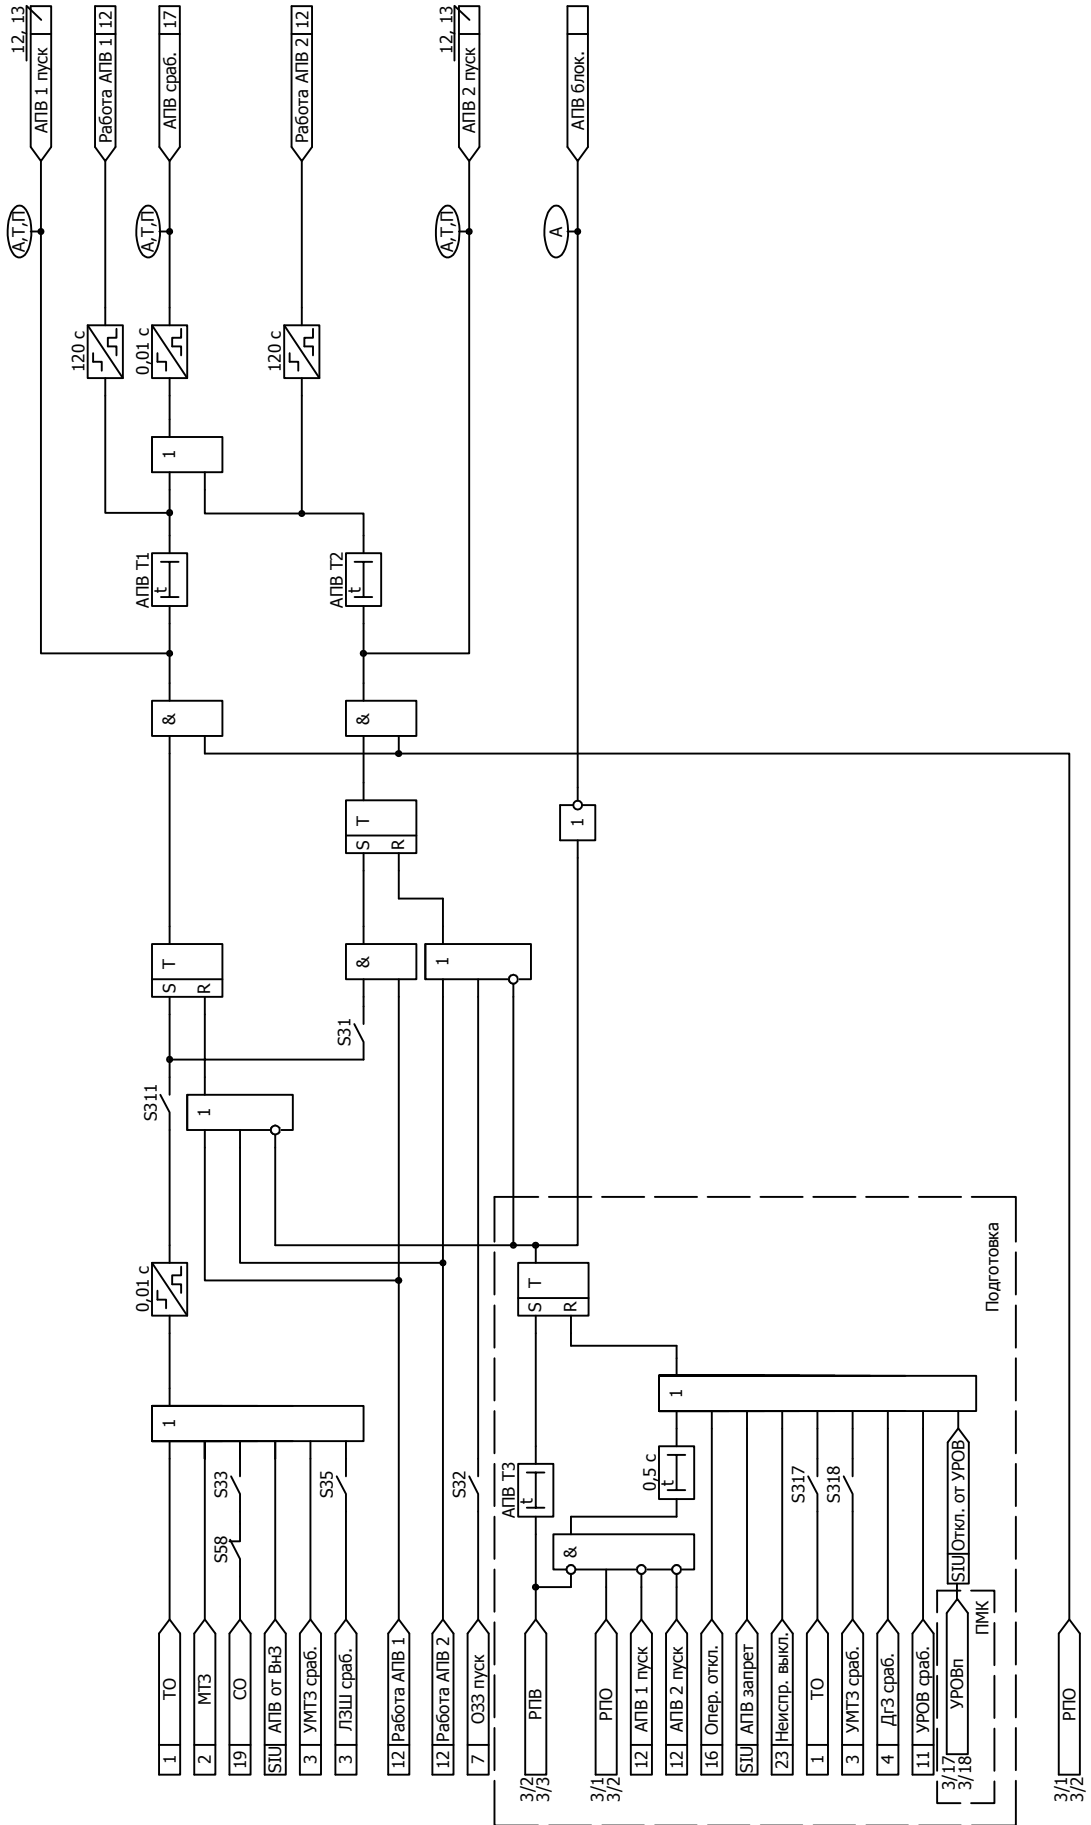 12, 13
АПВ 1 пуск
Работа АПВ 1 12
АПВ сраб. 17
Работа АПВ 2 12
12, 13
АПВ 2 пуск
АПВ блок.
А,Т,П
А,Т,П
А,Т,П
А
120 с
0,01 с
120 с
1
АПВ Т1
t
АПВ Т2
t
&
&
S T
R
1
S T
R
&
1
S31
S311
1
0,01 с
Подготовка
S T
R
1
1
S33
S58
S35
S32
АПВ Т3
t
0,5 с
t
S317
S318
&
1 ТО
2 МТЗ
19 СО
SIU АПВ от ВнЗ
3 УМТЗ сраб.
3 ЛЗШ сраб.
12 Работа АПВ 1
12 Работа АПВ 2
7 ОЗЗ пуск
3/2
3/3
РПВ
3/1
3/2
РПО
12 АПВ 1 пуск
12 АПВ 2 пуск
16 Опер. откл.
SIU АПВ запрет
23 Неиспр. выкл.
1 ТО
3 УМТЗ сраб.
4 ДгЗ сраб.
11 УРОВ сраб.
SIU Откл. от УРОВ
3/17
3/18
УРОВп
ПМК
3/1
3/2
РПО